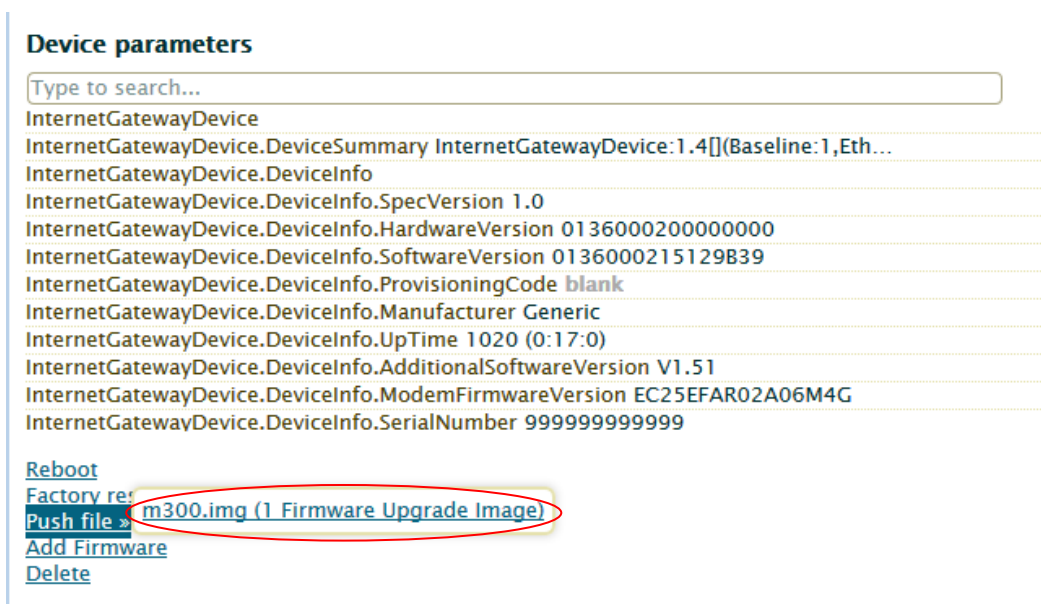 Device parameters
Type to search...
InternetGatewayDevice
InternetGatewayDevice.DeviceSummary InternetGatewayDevice:1.4[](Baseline:1,Eth...
InternetGatewayDevice.DeviceInfo
InternetGatewayDevice.DeviceInfo.SpecVersion 1.0
InternetGatewayDevice.DeviceInfo.HardwareVersion 0136000200000000
InternetGatewayDevice.DeviceInfo.SoftwareVersion 0136000215129B39
InternetGatewayDevice.DeviceInfo.ProvisioningCode blank
InternetGatewayDevice.DeviceInfo.Manufacturer Generic
InternetGatewayDevice.DeviceInfo.UpTime 1020 (0:17:0)
InternetGatewayDevice.DeviceInfo.AdditionalSoftwareVersion V1.51
InternetGatewayDevice.DeviceInfo.ModemFirmwareVersion EC25EFAR02A06M4G
InternetGatewayDevice.DeviceInfo.SerialNumber 999999999999
Reboot
Factory res
Push file »
m300.img (1 Firmware Upgrade Image)
Add Firmware
Delete